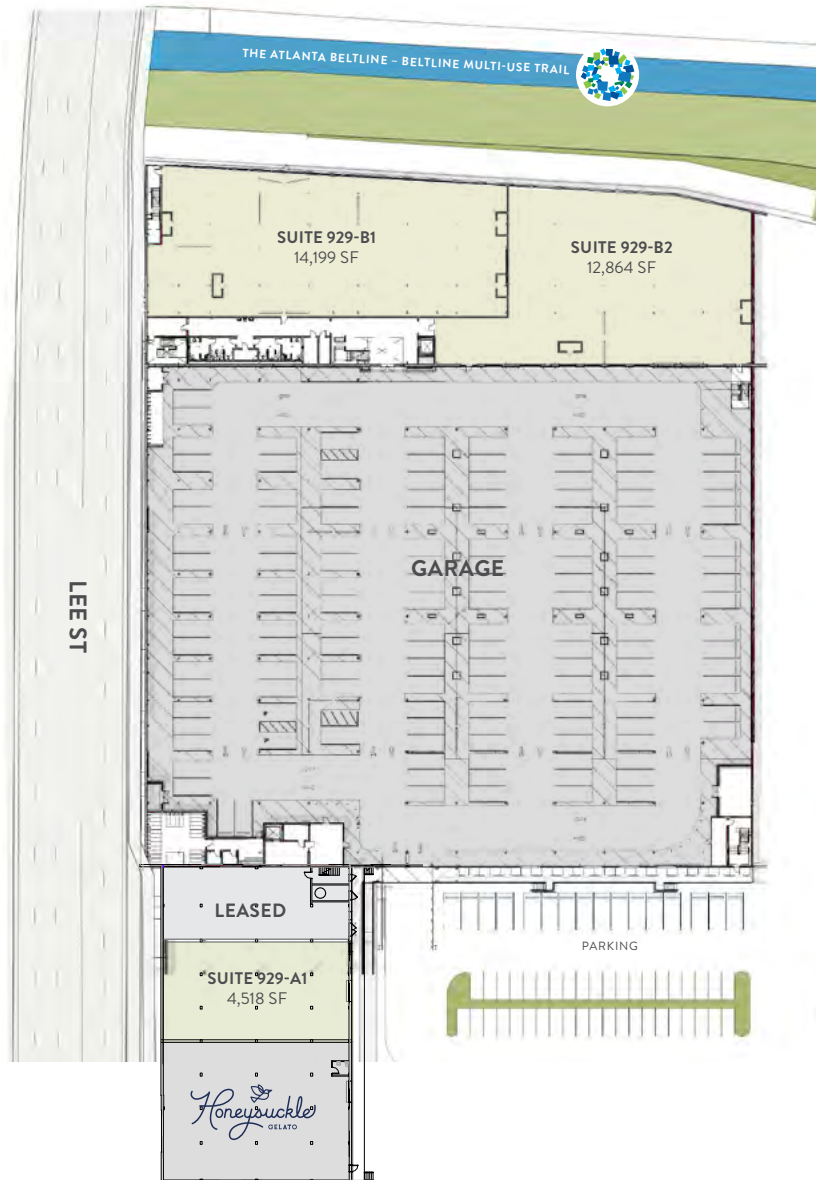 THE ATLANTA BELTLINE – BELTLINE MULTI-USE TRAIL
SUITE 929-B1
14,199 SF
SUITE 929-B2
12,864 SF
GARAGE
LEE ST
LEASED
PARKING
SUITE 929-A1
4,518 SF
Honeysuckle
GELATO